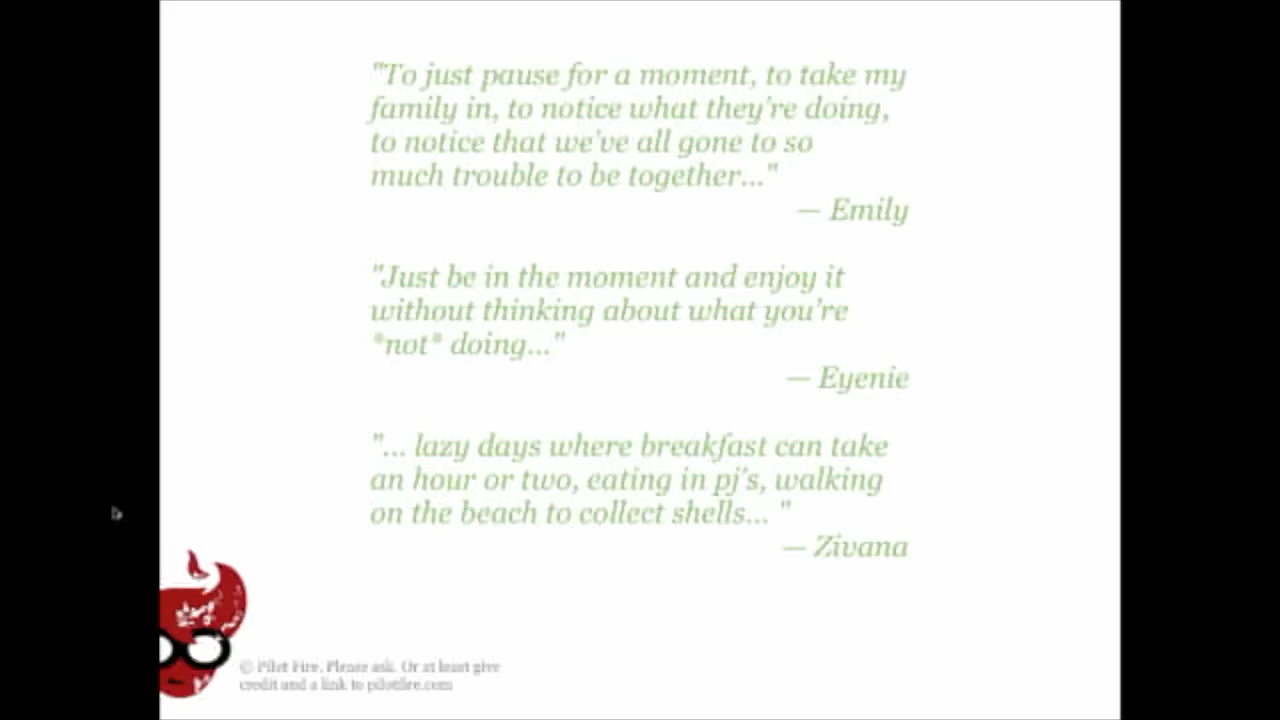 "To just pause for a moment, to take my
family in, to notice what they're doing,
to notice that we've all gone to so
much trouble to be together..."
— Emily
"Just be in the moment and enjoy it
without thinking about what you're
*not* doing..."
— Eyenie
"... lazy days where breakfast can take
an hour or two, eating in pj's, walking
on the beach to collect shells... "
— Zivana
© Pilot Fire. Please ask. Or at least give
credit and a link to pilotfire.com